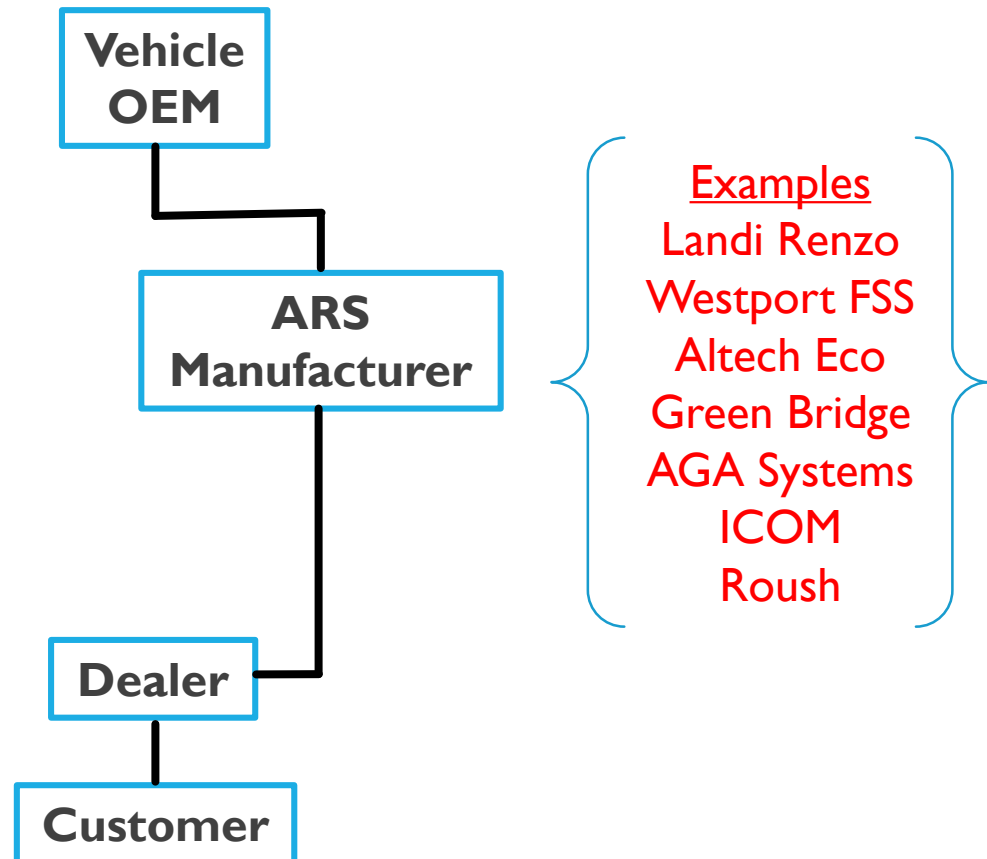 Vehicle
OEM
ARS
Manufacturer
Examples
Landi Renzo
Westport FSS
Altech Eco
Green Bridge
AGA Systems
ICOM
Roush
Dealer
Customer